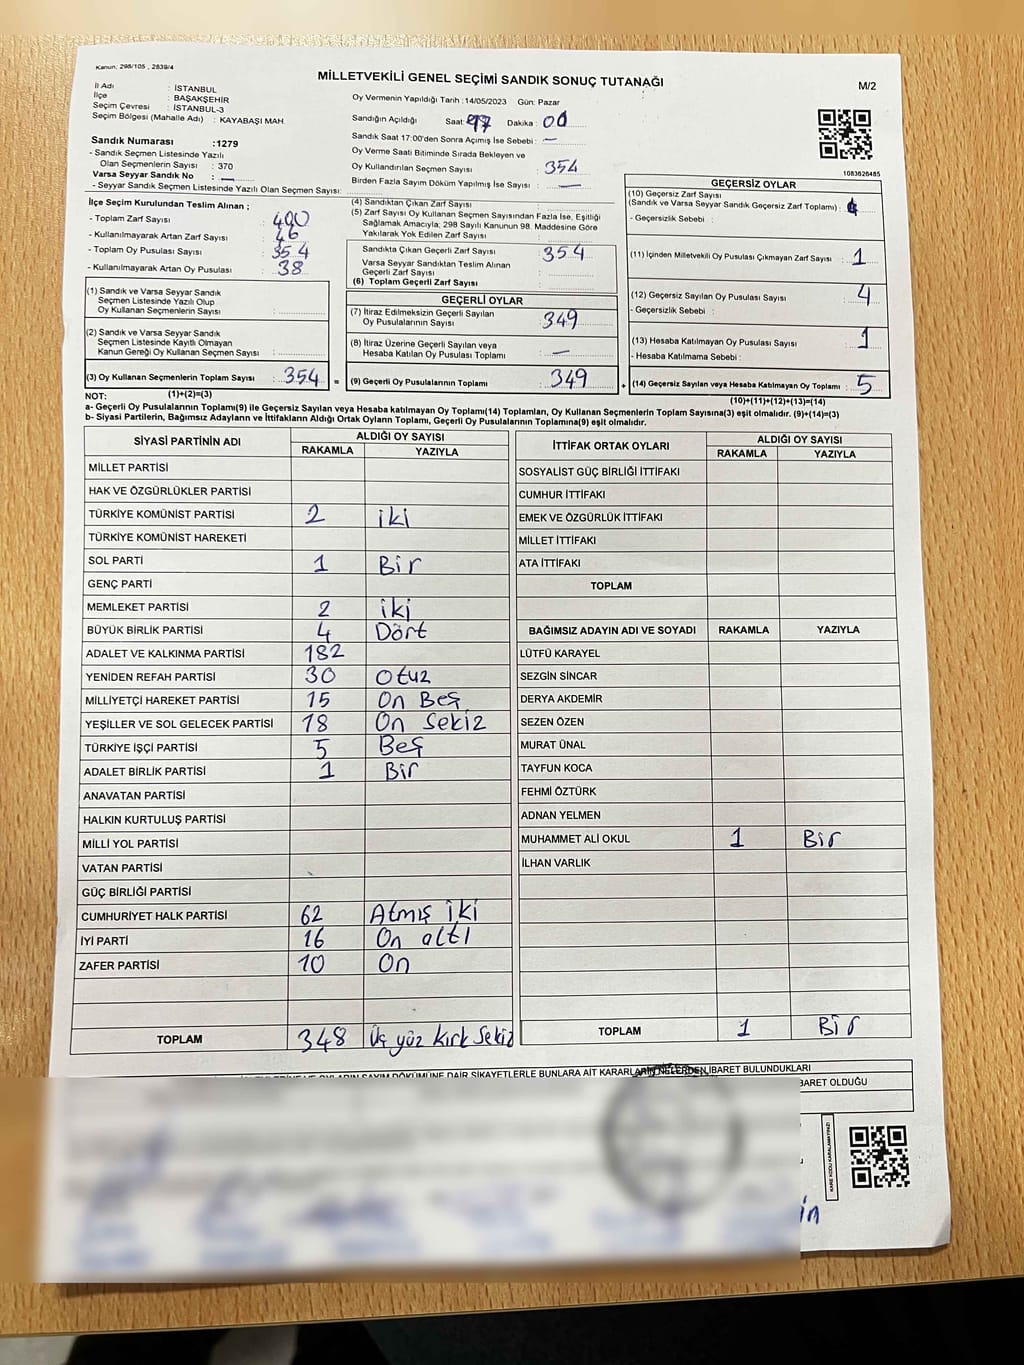 Kanun: 298/105 , 2839/4
MİLLETVEKİLİ GENEL SEÇİMİ SANDIK SONUÇ TUTANAĞI
M/2
İl Adı : İSTANBUL
İlçe : BAŞAKŞEHİR
Seçim Çevresi : İSTANBUL-3
Seçim Bölgesi (Mahalle Adı) : KAYABAŞI MAH.
Sandık Numarası :1279
- Sandık Seçmen Listesinde Yazılı
Olan Seçmenlerin Sayısı : 370
Varsa Seyyar Sandık No : —
- Seyyar Sandık Seçmen Listesinde Yazılı Olan Seçmen Sayısı:
Oy Vermenin Yapıldığı Tarih :14/05/2023 Gün: Pazar
Sandığın Açıldığı Saat: 17 Dakika : 00
Sandık Saat 17:00'den Sonra Açımış İse Sebebi : —
Oy Verme Saati Bitiminde Sırada Bekleyen ve
Oy Kullandırılan Seçmen Sayısı : 354
Birden Fazla Sayım Döküm Yapılmış İse Sayısı : —
1083626485
İlçe Seçim Kurulundan Teslim Alınan ;
- Toplam Zarf Sayısı : 400
- Kullanılmayarak Artan Zarf Sayısı : 46
- Toplam Oy Pusulası Sayısı : 354
- Kullanılmayarak Artan Oy Pusulası : 38
(1) Sandık ve Varsa Seyyar Sandık
Seçmen Listesinde Yazılı Olup
Oy Kullanan Seçmenlerin Sayısı :
(2) Sandık ve Varsa Seyyar Sandık
Seçmen Listesinde Kayıtlı Olmayan
Kanun Gereği Oy Kullanan Seçmen Sayısı :
(3) Oy Kullanan Seçmenlerin Toplam Sayısı : 354 =
(1)+(2)=(3)
(4) Sandıktan Çıkan Zarf Sayısı :
(5) Zarf Sayısı Oy Kullanan Seçmen Sayısından Fazla İse, Eşitliği
Sağlamak Amacıyla; 298 Sayılı Kanunun 98. Maddesine Göre
Yakılarak Yok Edilen Zarf Sayısı :
Sandıkta Çıkan Geçerli Zarf Sayısı : 354
Varsa Seyyar Sandıktan Teslim Alınan
Geçerli Zarf Sayısı :
(6) Toplam Geçerli Zarf Sayısı :
GEÇERLİ OYLAR
(7) İtiraz Edilmeksizin Geçerli Sayılan
Oy Pusulalarının Sayısı : 349
(8) İtiraz Üzerine Geçerli Sayılan veya
Hesaba Katılan Oy Pusulası Toplamı : —
(9) Geçerli Oy Pusulalarının Toplamı : 349 +
GEÇERSİZ OYLAR
(10) Geçersiz Zarf Sayısı
(Sandık ve Varsa Seyyar Sandık Geçersiz Zarf Toplamı) :
- Geçersizlik Sebebi :
(11) İçinden Milletvekili Oy Pusulası Çıkmayan Zarf Sayısı : 1
(12) Geçersiz Sayılan Oy Pusulası Sayısı : 4
- Geçersizlik Sebebi :
(13) Hesaba Katılmayan Oy Pusulası Sayısı : 1
- Hesaba Katılmama Sebebi :
(14) Geçersiz Sayılan veya Hesaba Katılmayan Oy Toplamı : 5
(10)+(11)+(12)+(13)=(14)
NOT:
a- Geçerli Oy Pusulalarının Toplamı(9) ile Geçersiz Sayılan veya Hesaba katılmayan Oy Toplamı(14) Toplamları, Oy Kullanan Seçmenlerin Toplam Sayısına(3) eşit olmalıdır. (9)+(14)=(3)
b- Siyasi Partilerin, Bağımsız Adayların ve İttifakların Aldığı Ortak Oyların Toplamı, Geçerli Oy Pusulalarının Toplamına(9) eşit olmalıdır.
SİYASİ PARTİNİN ADI ALDIĞI OY SAYISI
RAKAMLA YAZIYLA
MİLLET PARTİSİ
HAK VE ÖZGÜRLÜKLER PARTİSİ
TÜRKİYE KOMÜNİST PARTİSİ 2 iki
TÜRKİYE KOMÜNİST HAREKETİ
SOL PARTİ 1 Bir
GENÇ PARTİ
MEMLEKET PARTİSİ 2 iki
BÜYÜK BİRLİK PARTİSİ 4 Dört
ADALET VE KALKINMA PARTİSİ 182
YENİDEN REFAH PARTİSİ 30 Otuz
MİLLİYETÇİ HAREKET PARTİSİ 15 On Beş
YEŞİLLER VE SOL GELECEK PARTİSİ 18 On Sekiz
TÜRKİYE İŞÇİ PARTİSİ 5 Beş
ADALET BİRLİK PARTİSİ 1 Bir
ANAVATAN PARTİSİ
HALKIN KURTULUŞ PARTİSİ
MİLLİ YOL PARTİSİ
VATAN PARTİSİ
GÜÇ BİRLİĞİ PARTİSİ
CUMHURİYET HALK PARTİSİ 62 Atmış iki
İYİ PARTİ 16 On altı
ZAFER PARTİSİ 10 On
TOPLAM 348 Üç yüz Kırk Sekiz
İTTİFAK ORTAK OYLARI ALDIĞI OY SAYISI
RAKAMLA YAZIYLA
SOSYALİST GÜÇ BİRLİĞİ İTTİFAKI
CUMHUR İTTİFAKI
EMEK VE ÖZGÜRLÜK İTTİFAKI
MİLLET İTTİFAKI
ATA İTTİFAKI
TOPLAM
BAĞIMSIZ ADAYIN ADI VE SOYADI RAKAMLA YAZIYLA
LÜTFÜ KARAYEL
SEZGİN SİNCAR
DERYA AKDEMİR
SEZEN ÖZEN
MURAT ÜNAL
TAYFUN KOCA
FEHMİ ÖZTÜRK
ADNAN YELMEN
MUHAMMET ALİ OKUL 1 Bir
İLHAN VARLIK
TOPLAM 1 Bir
OYLARIN SAYIM DÖKÜMÜNE DAİR ŞİKAYETLERLE BUNLARA AİT KARARLARIN NELERDEN İBARET BULUNDUKLARI
BARET OLDUĞU
KARE KODU KARALAMAYINIZ!